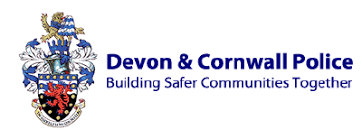 Devon & Cornwall Police
Building Safer Communities Together